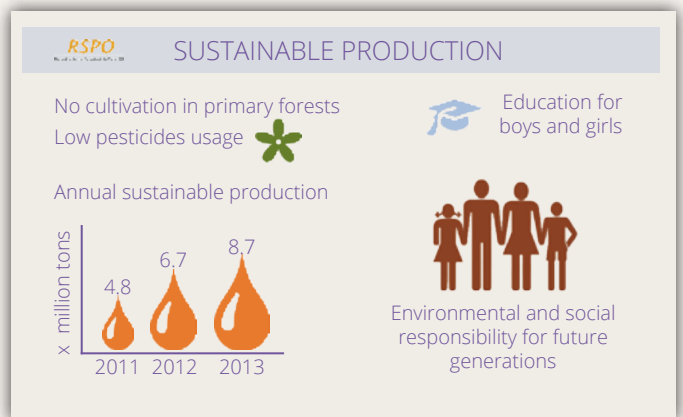 RSPO
SUSTAINABLE PRODUCTION
No cultivation in primary forests
Low pesticides usage
Education for
boys and girls
Annual sustainable production
x million tons
4.8
6.7
8.7
2011 2012 2013
Environmental and social
responsibility for future
generations